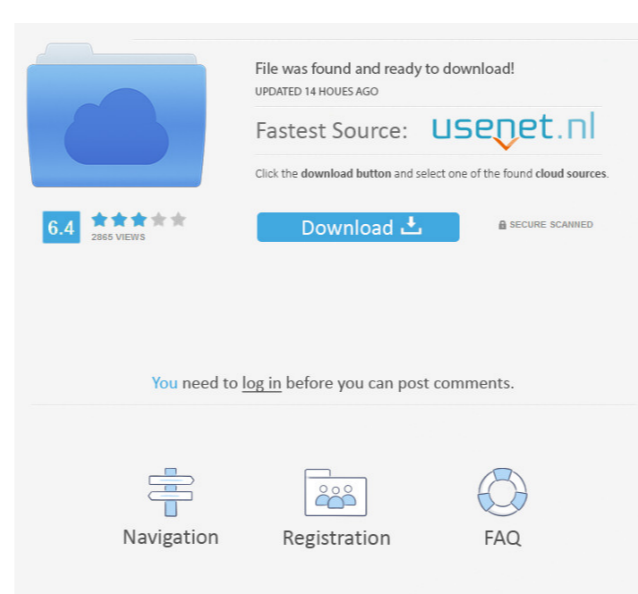 File was found and ready to download!
UPDATED 14 HOUES AGO
Fastest Source: usenet.nl
Click the download button and select one of the found cloud sources.
6.4
2865 VIEWS
Download
SECURE SCANNED
You need to log in before you can post comments.
Navigation
Registration
FAQ